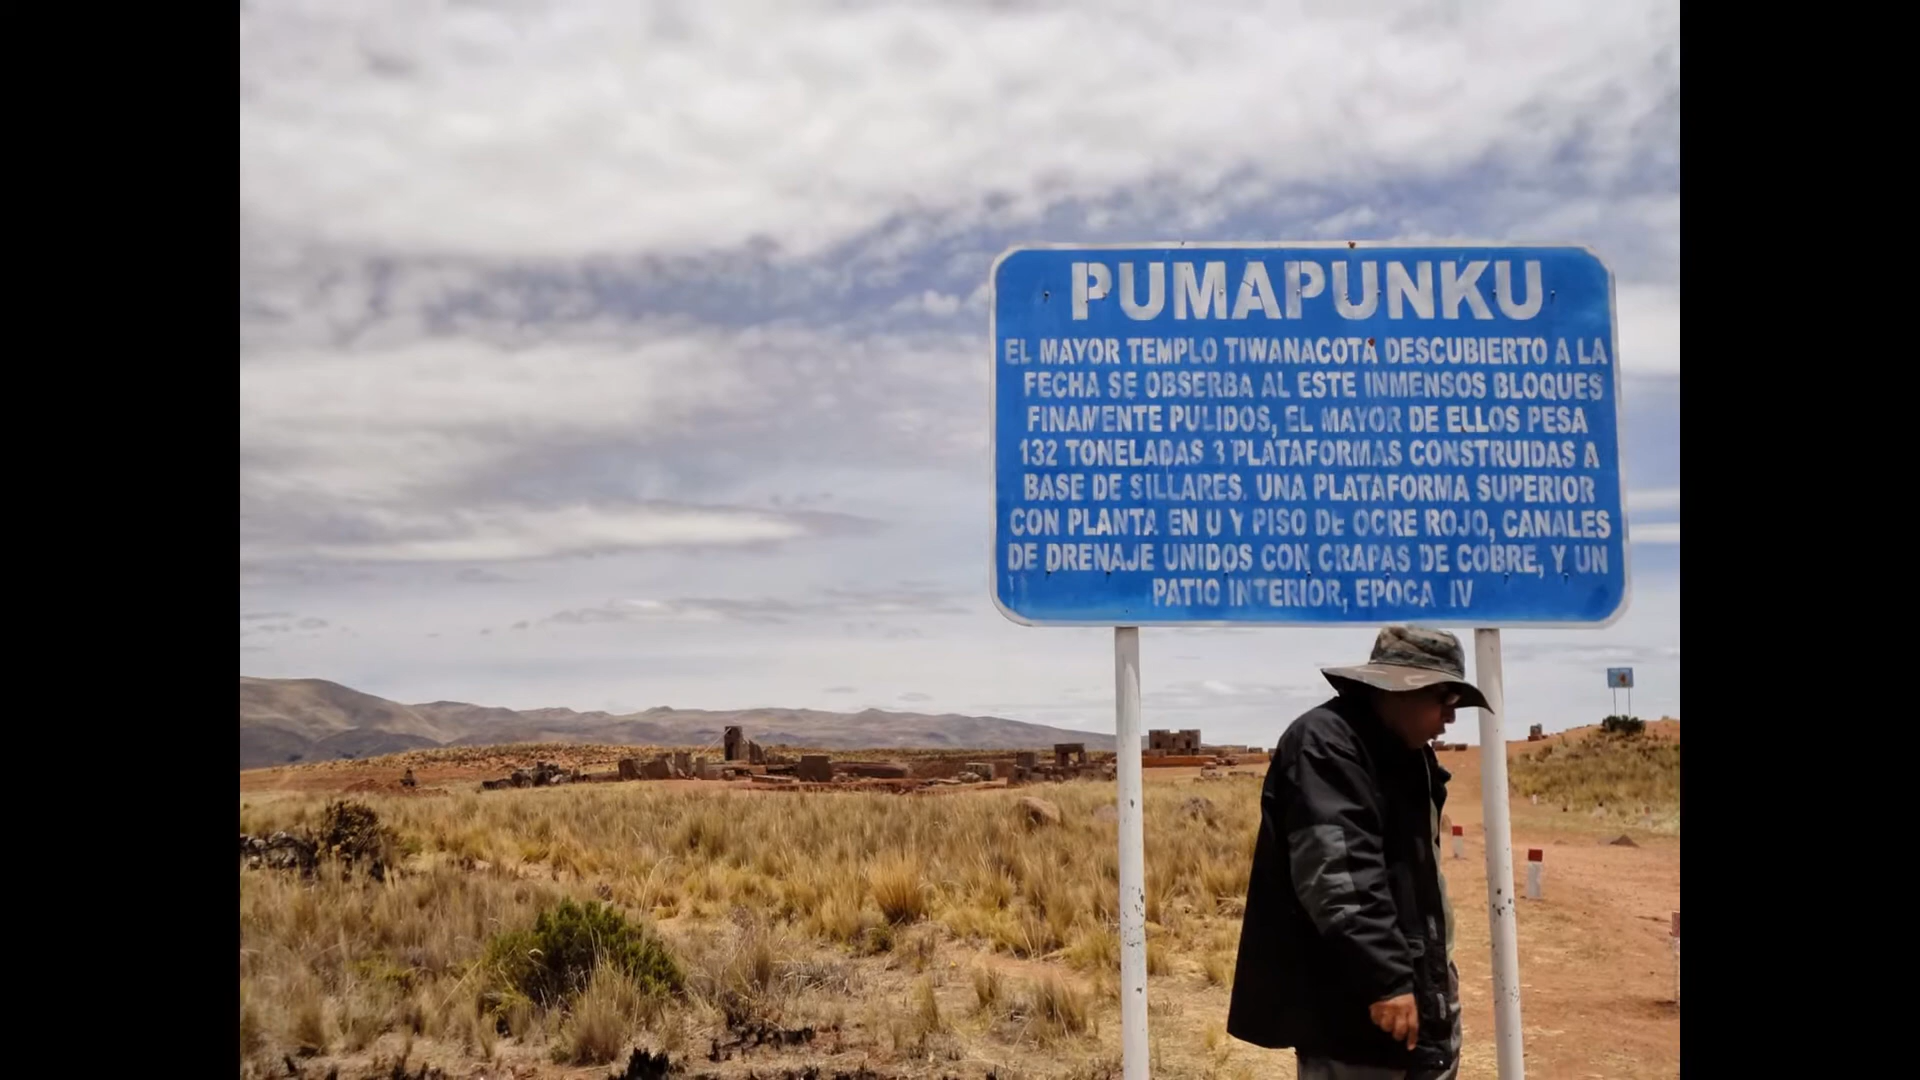 PUMAPUNKU
EL MAYOR TEMPLO TIWANACOTA DESCUBIERTO A LA
FECHA SE OBSERBA AL ESTE INMENSOS BLOQUES
FINAMENTE PULIDOS, EL MAYOR DE ELLOS PESA
132 TONELADAS 3 PLATAFORMAS CONSTRUIDAS A
BASE DE SILLARES. UNA PLATAFORMA SUPERIOR
CON PLANTA EN U Y PISO DE OCRE ROJO, CANALES
DE DRENAJE UNIDOS CON CRAPAS DE COBRE, Y UN
PATIO INTERIOR, EPOCA IV